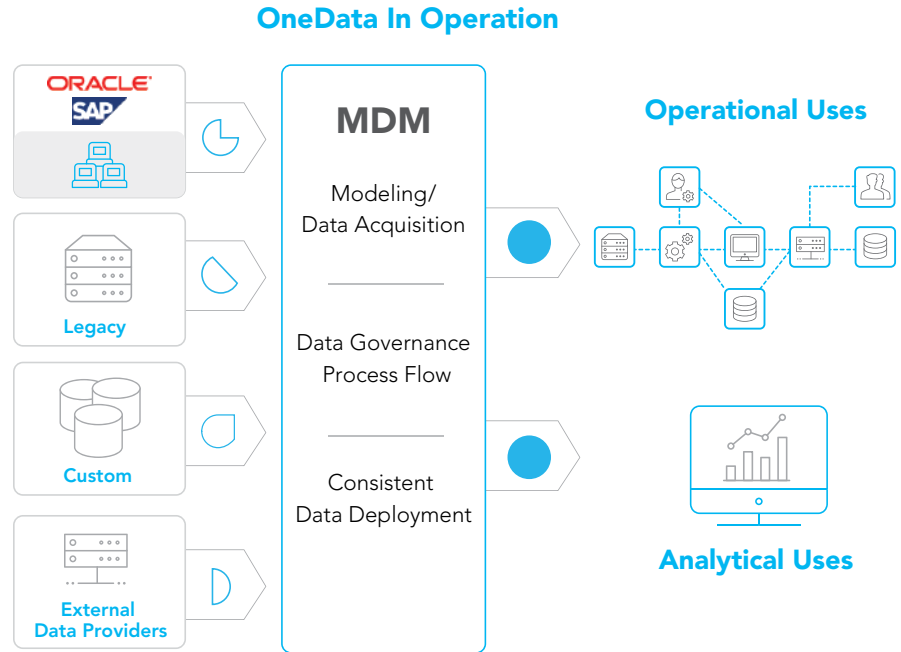 OneData In Operation
ORACLE
SAP
Legacy
Custom
External
Data Providers
MDM
Modeling/
Data Acquisition
Data Governance
Process Flow
Consistent
Data Deployment
Operational Uses
Analytical Uses